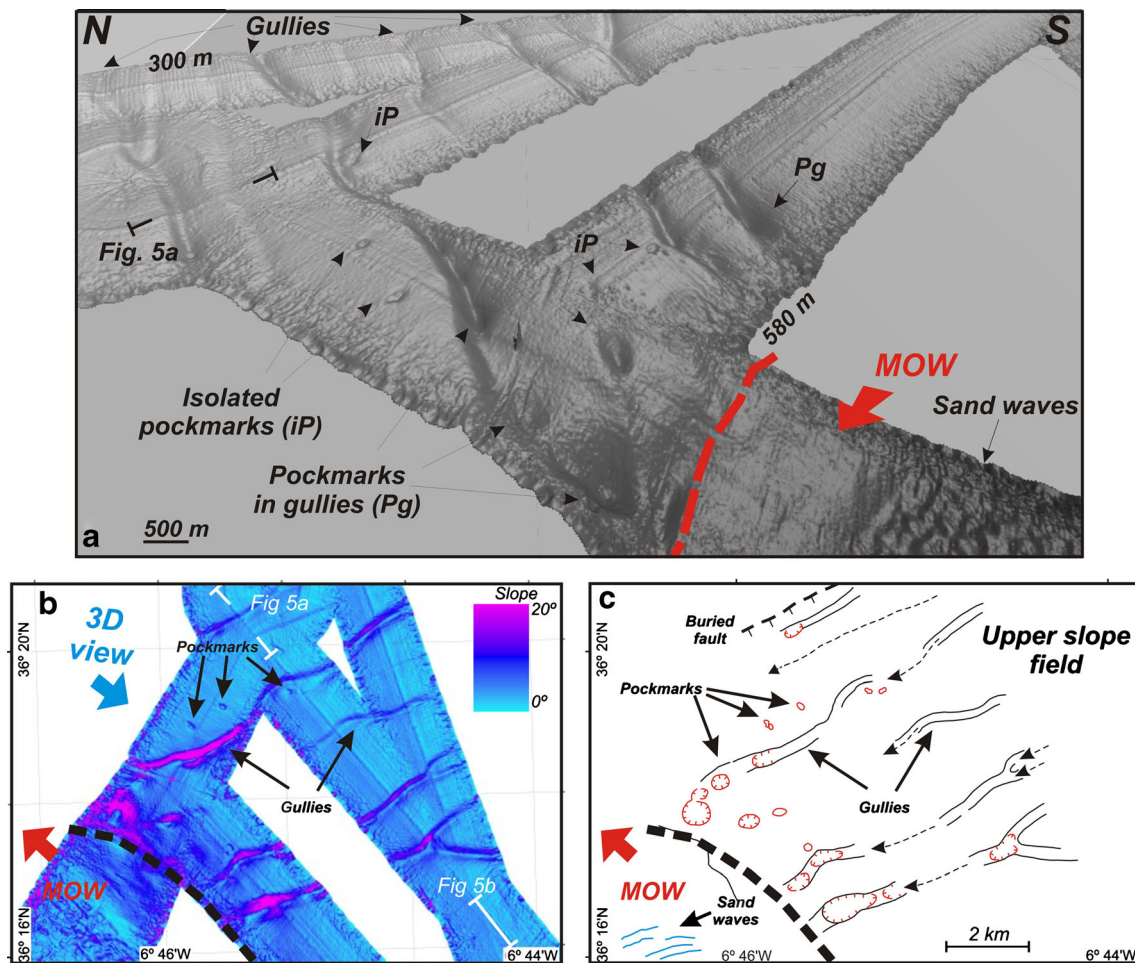 N
Gullies
S
300 m
iP
Pg
Fig. 5a
iP
580 m
MOW
Isolated
pockmarks (iP)
Sand waves
Pockmarks
in gullies (Pg)
500 m
a
b
Fig 5a
Slope
20º
0º
3D
view
Pockmarks
36º 20'N
Gullies
MOW
Fig 5b
36º 16'N
6º 46'W
6º 44'W
c
Buried
fault
Upper slope
field
36º 20'N
Pockmarks
Gullies
MOW
Sand
waves
36º 16'N
6º 46'W
2 km
6º 44'W